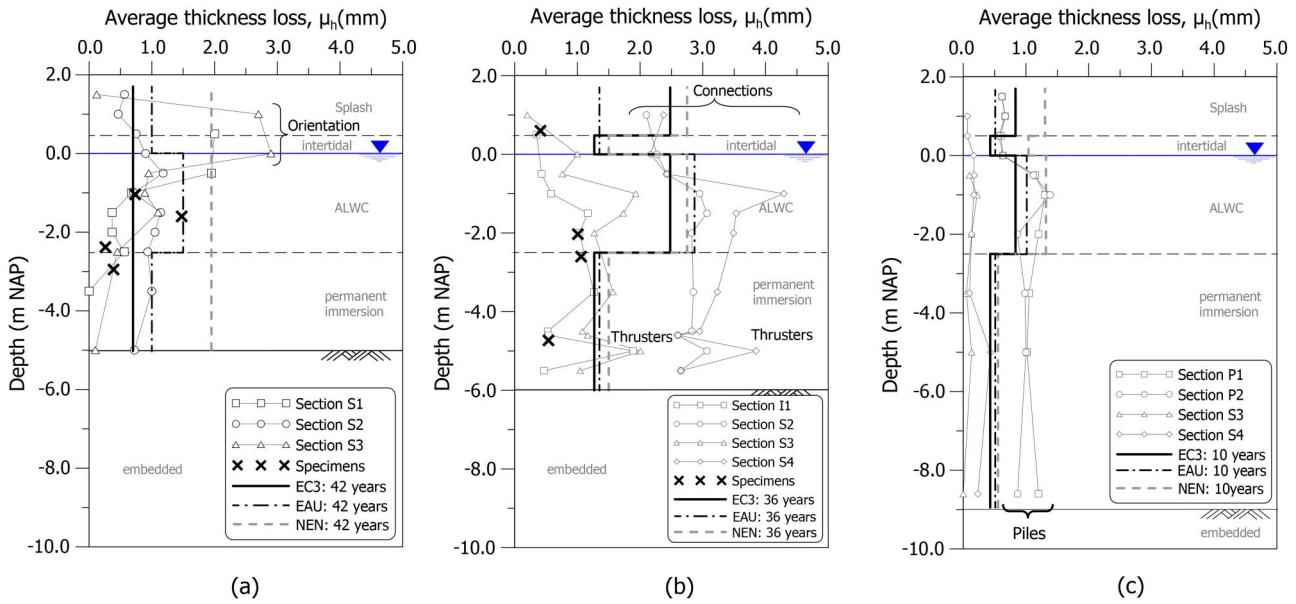 Average thickness loss, μh(mm)
0.0 1.0 2.0 3.0 4.0 5.0
2.0
0.0
-2.0
-4.0
-6.0
-8.0
-10.0
Depth (m NAP)
Splash
Orientation
intertidal
ALWC
permanent
immersion
embedded
Section S1
Section S2
Section S3
Specimens
EC3: 42 years
EAU: 42 years
NEN: 42 years
(a)
Average thickness loss, μh(mm)
0.0 1.0 2.0 3.0 4.0 5.0
2.0
0.0
-2.0
-4.0
-6.0
-8.0
-10.0
Depth (m NAP)
Connections
intertidal
ALWC
permanent
immersion
Thrusters
Thrusters
embedded
Section I1
Section S2
Section S3
Section S4
Specimens
EC3: 36 years
EAU: 36 years
NEN: 36 years
(b)
Average thickness loss, μh(mm)
0.0 1.0 2.0 3.0 4.0 5.0
2.0
0.0
-2.0
-4.0
-6.0
-8.0
-10.0
Depth (m NAP)
Splash
intertidal
ALWC
permanent
immersion
Section P1
Section P2
Section S3
Section S4
EC3: 10 years
EAU: 10 years
NEN: 10years
Piles
embedded
(c)